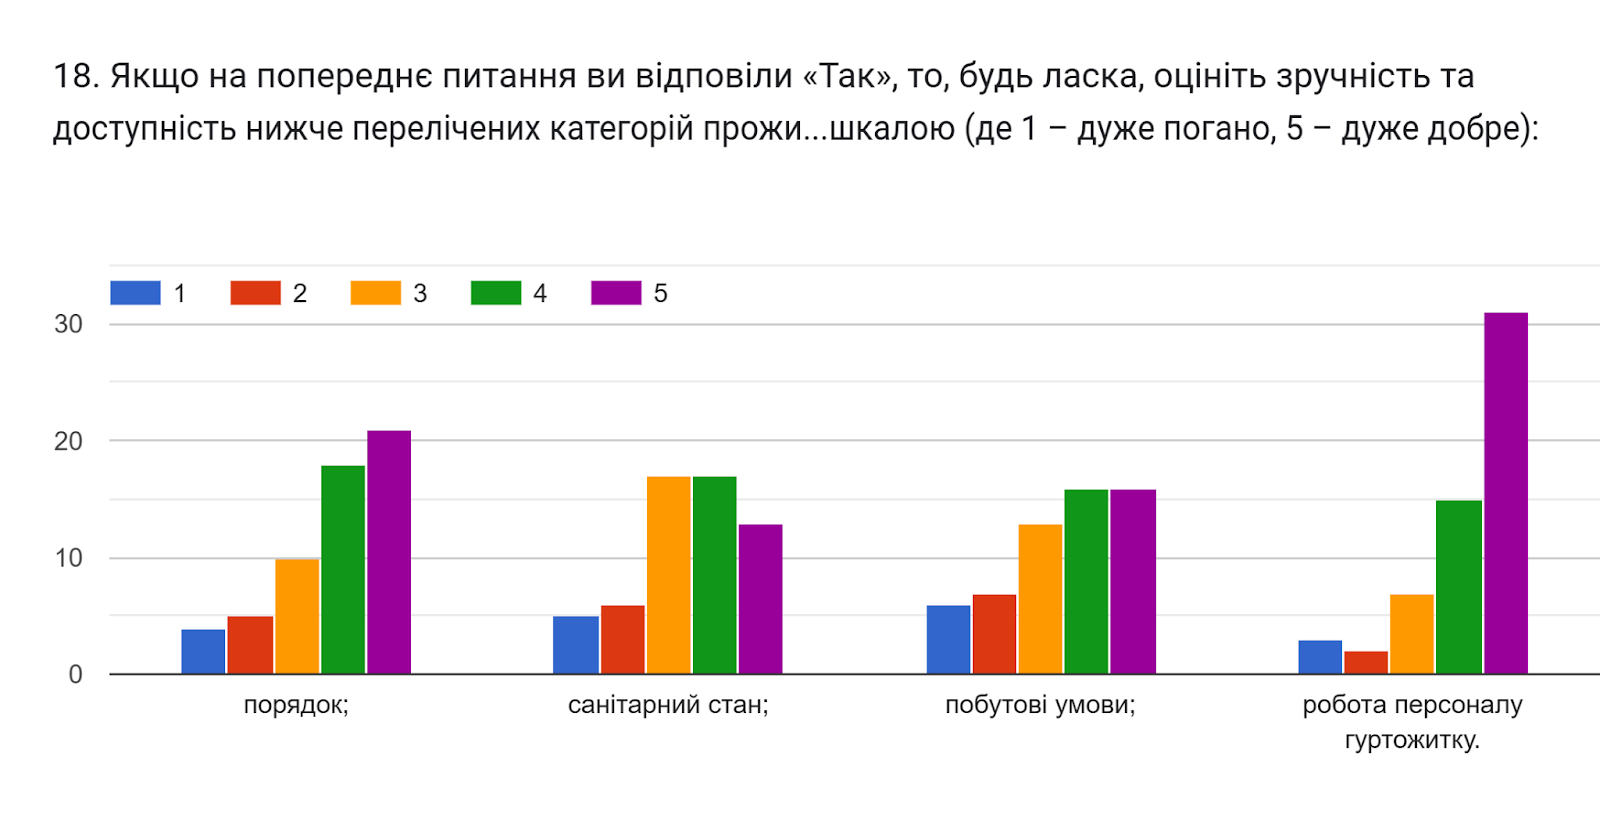 18. Якщо на попереднє питання ви відповіли «Так», то, будь ласка, оцініть зручність та
доступність нижче перелічених категорій прожи...шкалою (де 1 – дуже погано, 5 – дуже добре):
1 2 3 4 5
30
20
10
0
порядок; санітарний стан; побутові умови; робота персоналу
гуртожитку.